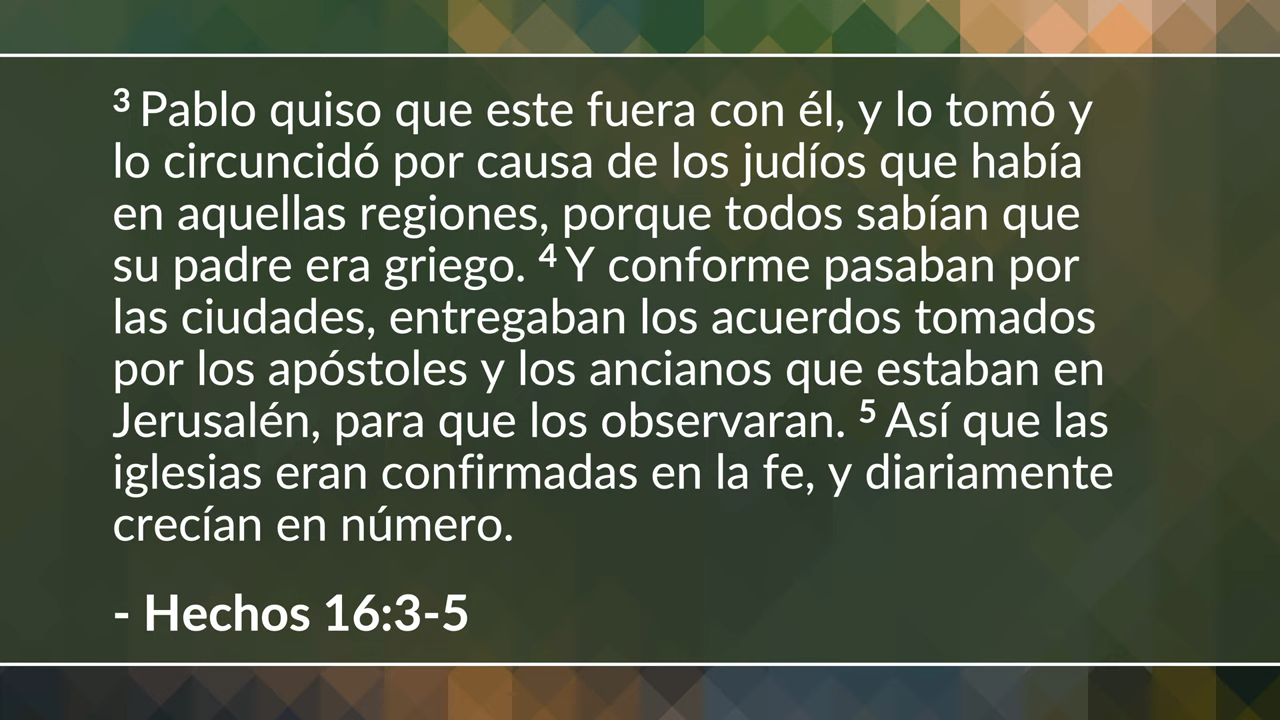 3 Pablo quiso que este fuera con él, y lo tomó y
lo circuncidó por causa de los judíos que había
en aquellas regiones, porque todos sabían que
su padre era griego. 4 Y conforme pasaban por
las ciudades, entregaban los acuerdos tomados
por los apóstoles y los ancianos que estaban en
Jerusalén, para que los observaran. 5 Así que las
iglesias eran confirmadas en la fe, y diariamente
crecían en número.
- Hechos 16:3-5